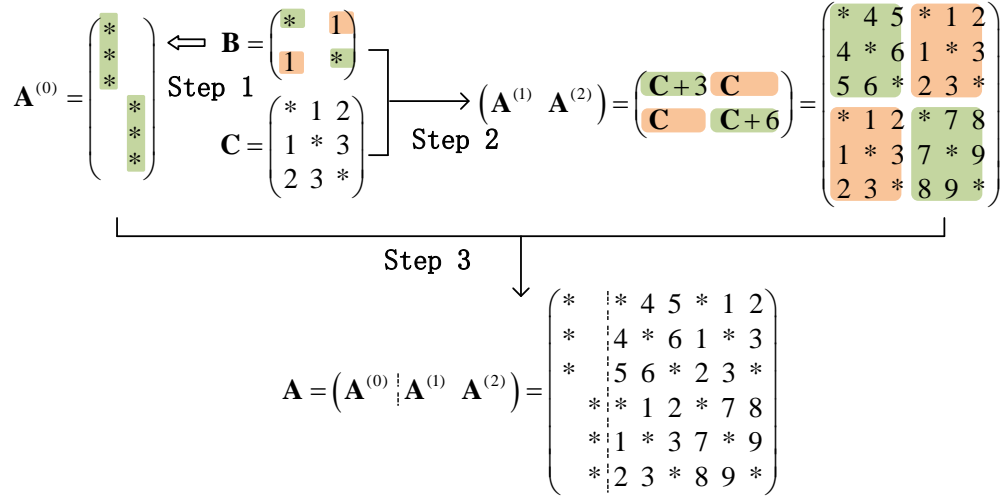 A^(0) = ( * * * * * * ) ⇐ B = ( * 1 1 * )
Step 1
C = ( * 1 2 1 * 3 2 3 * )
Step 2
( A^(1) A^(2) ) = ( C+3 C C C+6 ) =
* 4 5 * 1 2
4 * 6 1 * 3
5 6 * 2 3 *
* 1 2 * 7 8
1 * 3 7 * 9
2 3 * 8 9 *
Step 3
A = ( A^(0) ¦ A^(1) A^(2) ) =
* ¦ * 4 5 * 1 2
* ¦ 4 * 6 1 * 3
* ¦ 5 6 * 2 3 *
* ¦ * 1 2 * 7 8
* ¦ 1 * 3 7 * 9
* ¦ 2 3 * 8 9 *